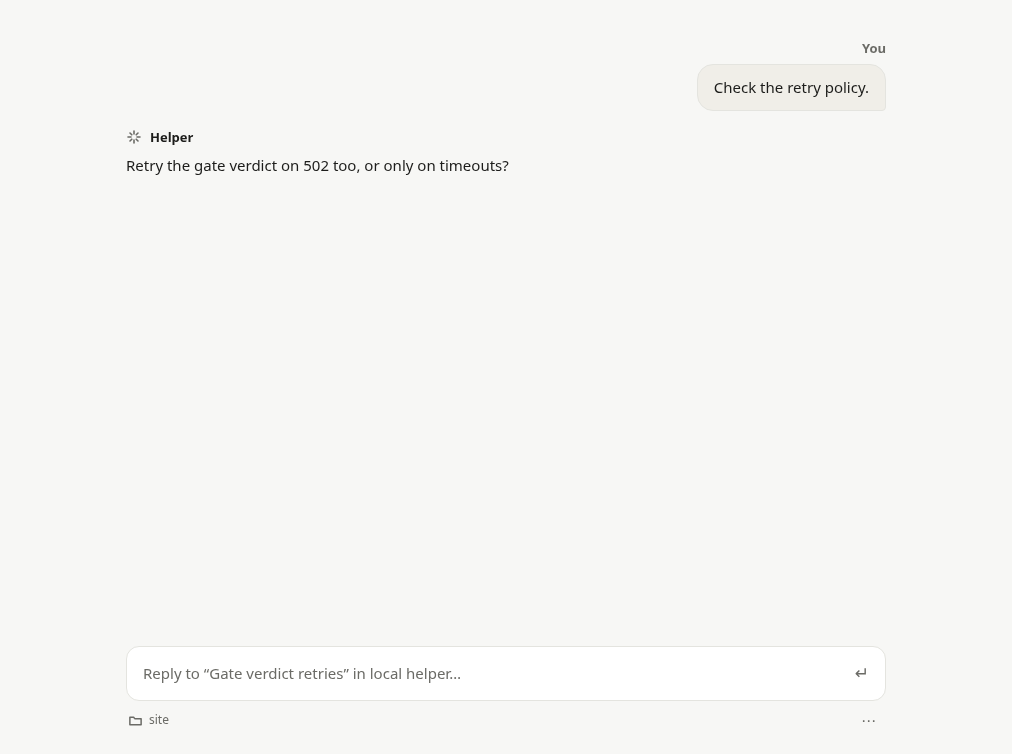 You
Check the retry policy.
Helper
Retry the gate verdict on 502 too, or only on timeouts?
Reply to “Gate verdict retries” in local helper...
site